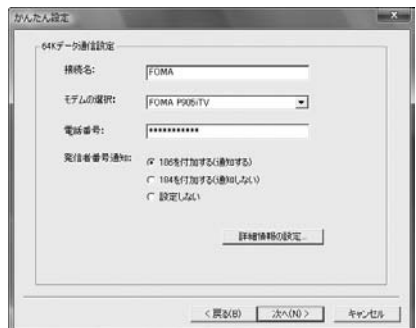 かんたん設定
64Kデータ通信設定
接続名: FOMA
モデムの選択: FOMA P905iTV
電話番号: ***********
発信者番号通知: 186を付加する(通知する)
184を付加する(通知しない)
設定しない
詳細情報の設定...
< 戻る(B) 次へ(N) > キャンセル